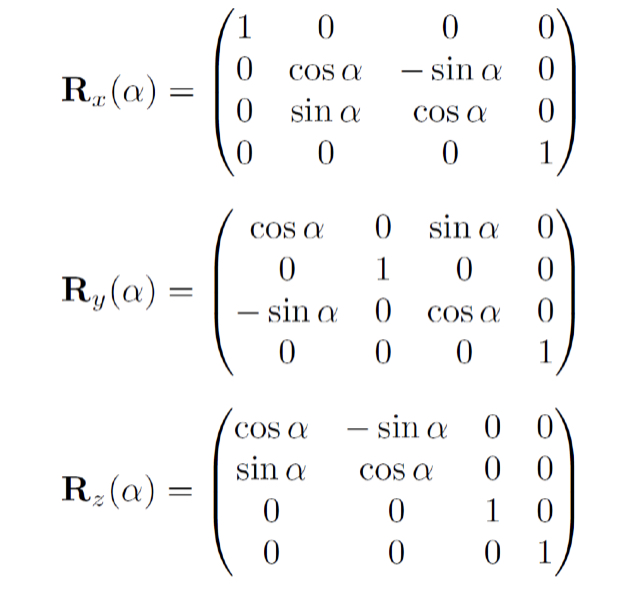 1 0 0 0
0 cos α − sin α 0
R_x(α) =
0 sin α cos α 0
0 0 0 1
cos α 0 sin α 0
0 1 0 0
R_y(α) =
− sin α 0 cos α 0
0 0 0 1
cos α − sin α 0 0
sin α cos α 0 0
R_z(α) =
0 0 1 0
0 0 0 1